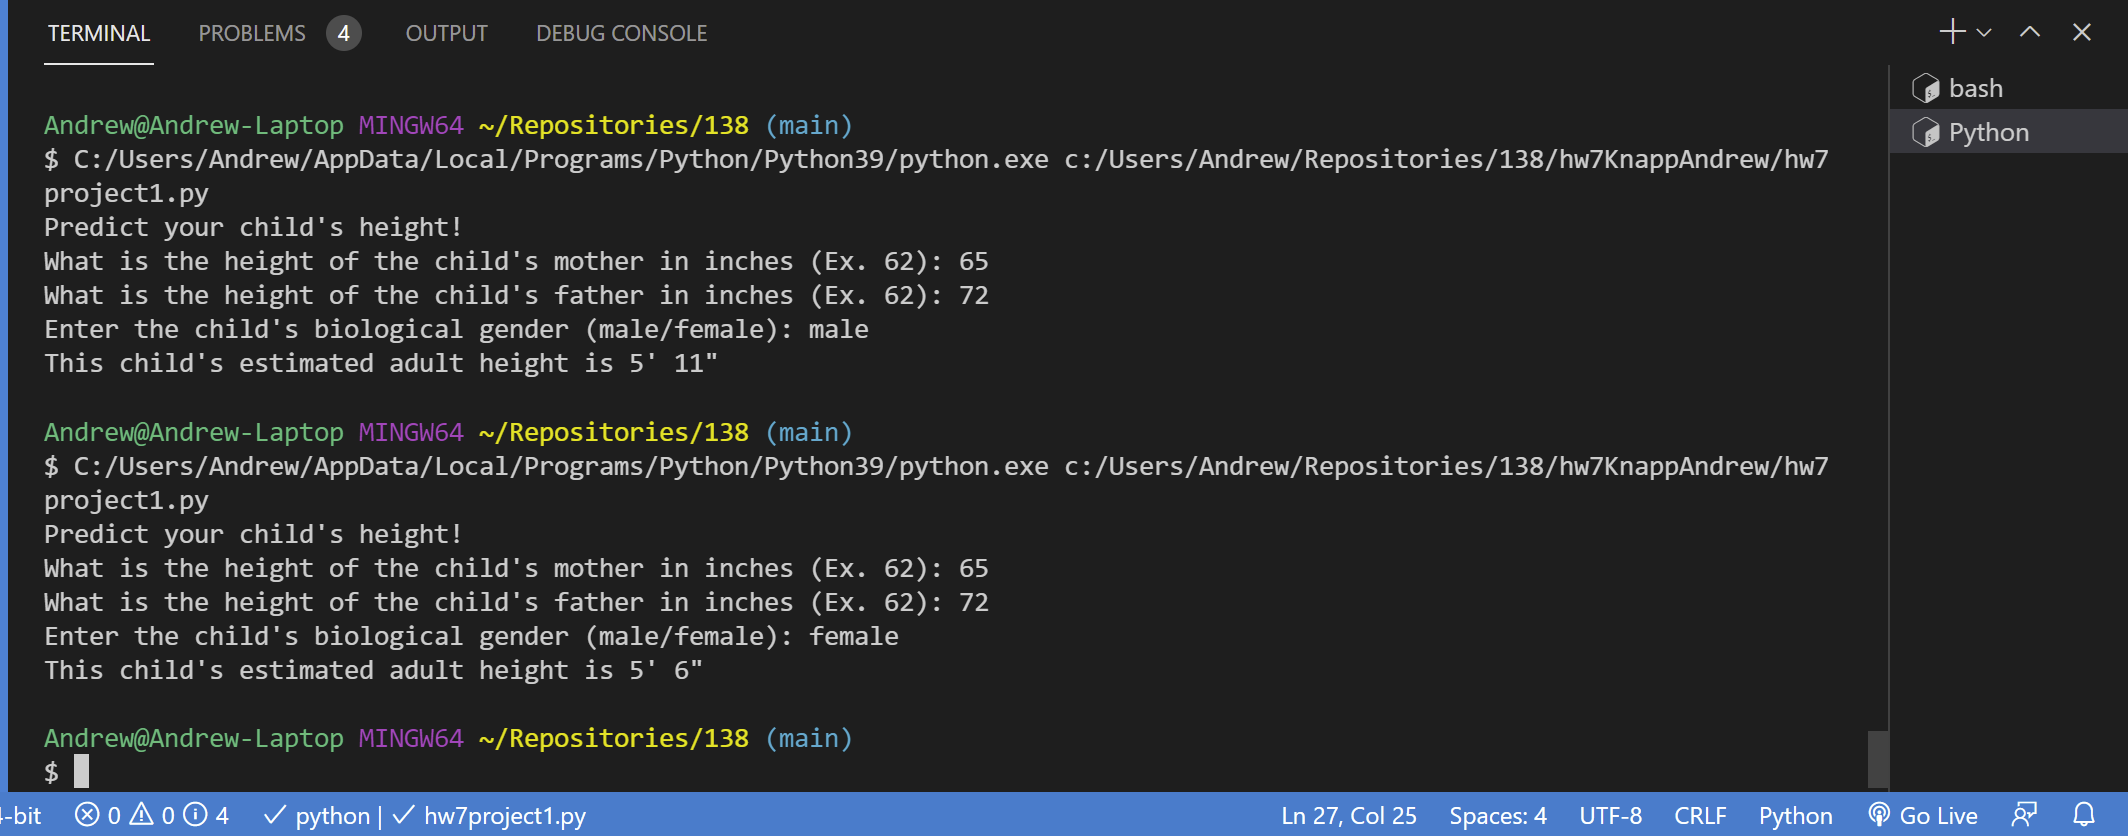 TERMINAL PROBLEMS 4 OUTPUT DEBUG CONSOLE
bash
Python
Andrew@Andrew-Laptop MINGW64 ~/Repositories/138 (main)
$ C:/Users/Andrew/AppData/Local/Programs/Python/Python39/python.exe c:/Users/Andrew/Repositories/138/hw7KnappAndrew/hw7
project1.py
Predict your child's height!
What is the height of the child's mother in inches (Ex. 62): 65
What is the height of the child's father in inches (Ex. 62): 72
Enter the child's biological gender (male/female): male
This child's estimated adult height is 5' 11"
Andrew@Andrew-Laptop MINGW64 ~/Repositories/138 (main)
$ C:/Users/Andrew/AppData/Local/Programs/Python/Python39/python.exe c:/Users/Andrew/Repositories/138/hw7KnappAndrew/hw7
project1.py
Predict your child's height!
What is the height of the child's mother in inches (Ex. 62): 65
What is the height of the child's father in inches (Ex. 62): 72
Enter the child's biological gender (male/female): female
This child's estimated adult height is 5' 6"
Andrew@Andrew-Laptop MINGW64 ~/Repositories/138 (main)
$
-bit 0 0 4 python | hw7project1.py Ln 27, Col 25 Spaces: 4 UTF-8 CRLF Python Go Live